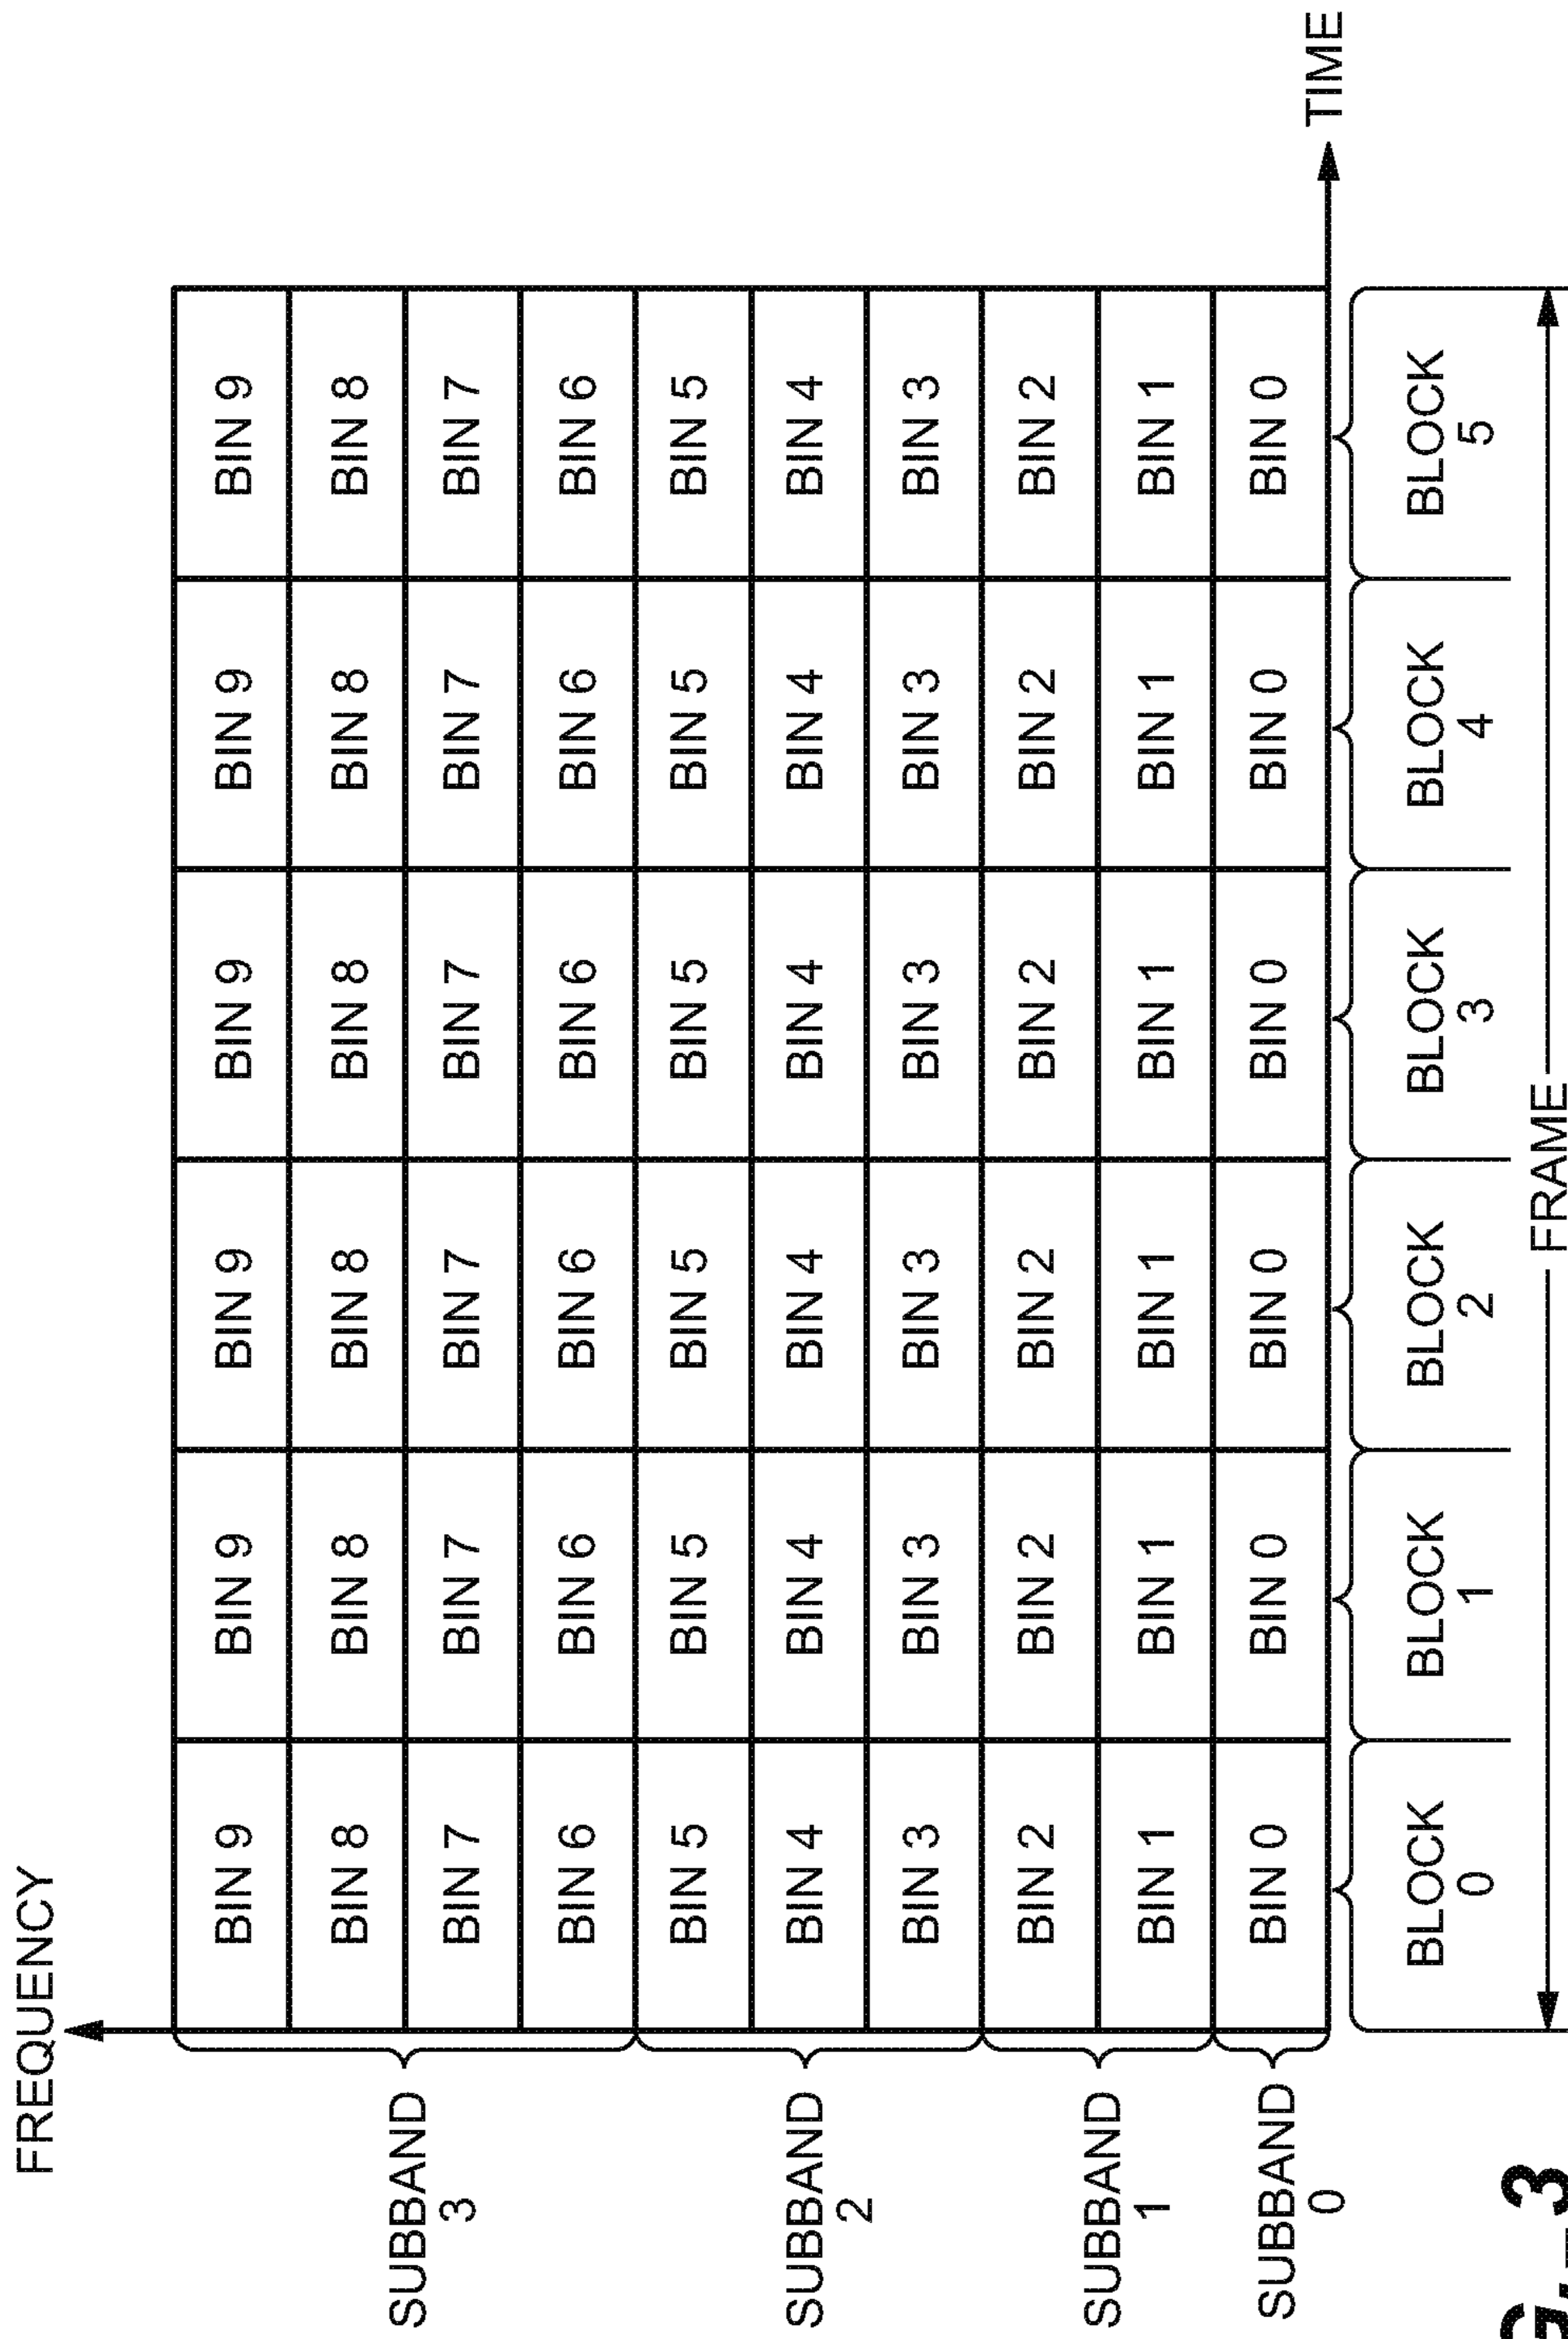 FREQUENCY
SUBBAND
3
SUBBAND
2
SUBBAND
1
SUBBAND
0
BIN 9 BIN 9 BIN 9 BIN 9 BIN 9 BIN 9
BIN 8 BIN 8 BIN 8 BIN 8 BIN 8 BIN 8
BIN 7 BIN 7 BIN 7 BIN 7 BIN 7 BIN 7
BIN 6 BIN 6 BIN 6 BIN 6 BIN 6 BIN 6
BIN 5 BIN 5 BIN 5 BIN 5 BIN 5 BIN 5
BIN 4 BIN 4 BIN 4 BIN 4 BIN 4 BIN 4
BIN 3 BIN 3 BIN 3 BIN 3 BIN 3 BIN 3
BIN 2 BIN 2 BIN 2 BIN 2 BIN 2 BIN 2
BIN 1 BIN 1 BIN 1 BIN 1 BIN 1 BIN 1
BIN 0 BIN 0 BIN 0 BIN 0 BIN 0 BIN 0
TIME
BLOCK
0
BLOCK
1
BLOCK
2
BLOCK
3
BLOCK
4
BLOCK
5
FRAME